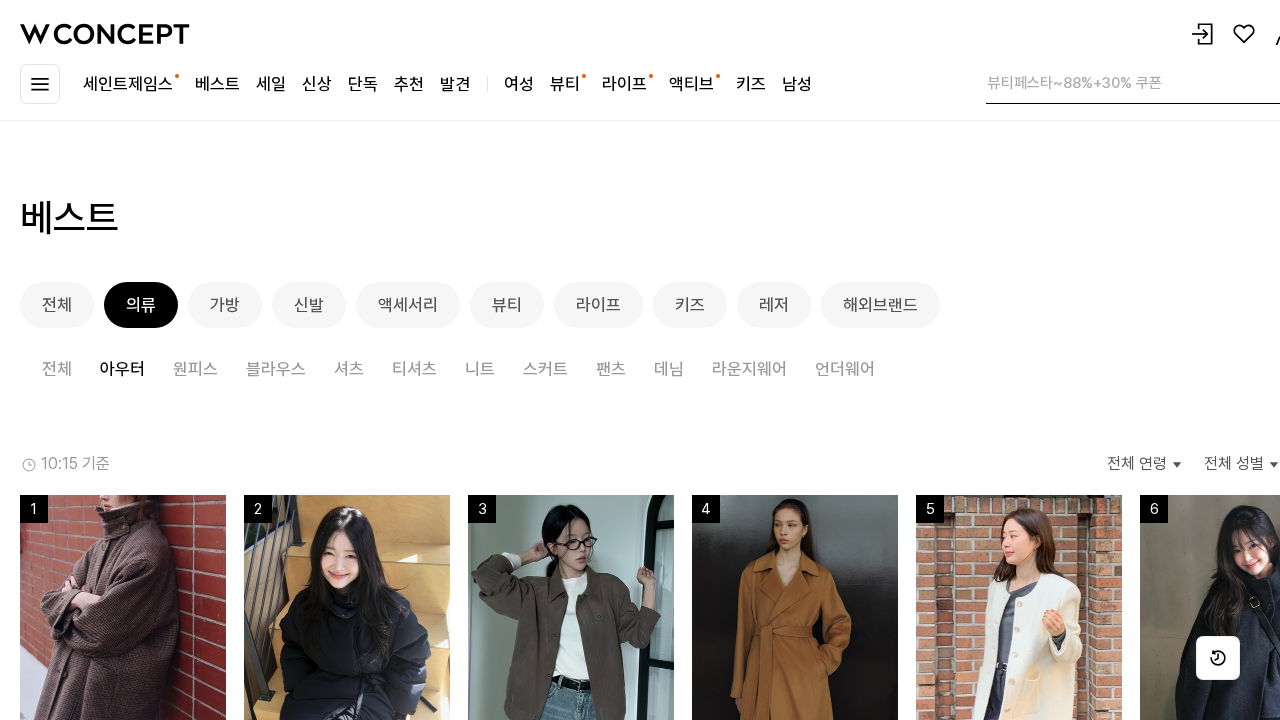 W CONCEPT
세인트제임스 베스트 세일 신상 단독 추천 발견 여성 뷰티 라이프 액티브 키즈 남성
뷰티페스타~88%+30% 쿠폰
베스트
전체 의류 가방 신발 액세서리 뷰티 라이프 키즈 레저 해외브랜드
전체 아우터 원피스 블라우스 셔츠 티셔츠 니트 스커트 팬츠 데님 라운지웨어 언더웨어
10:15 기준
전체 연령 전체 성별
1 2 3 4 5 6